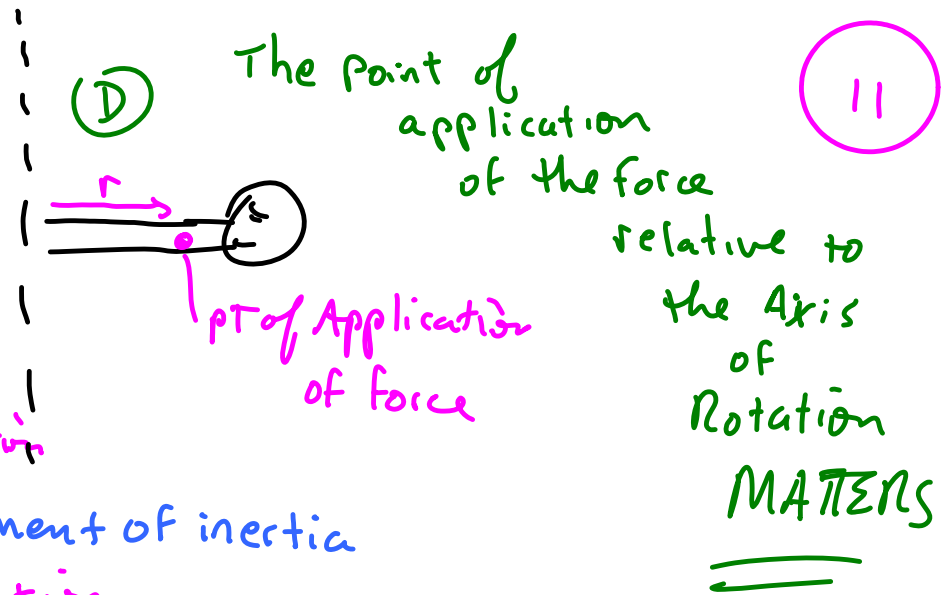 D
The point of
application
of the force
relative to
the Axis
of
Rotation
MATTERS
11
r
pT of Application
of force
ment of inertia